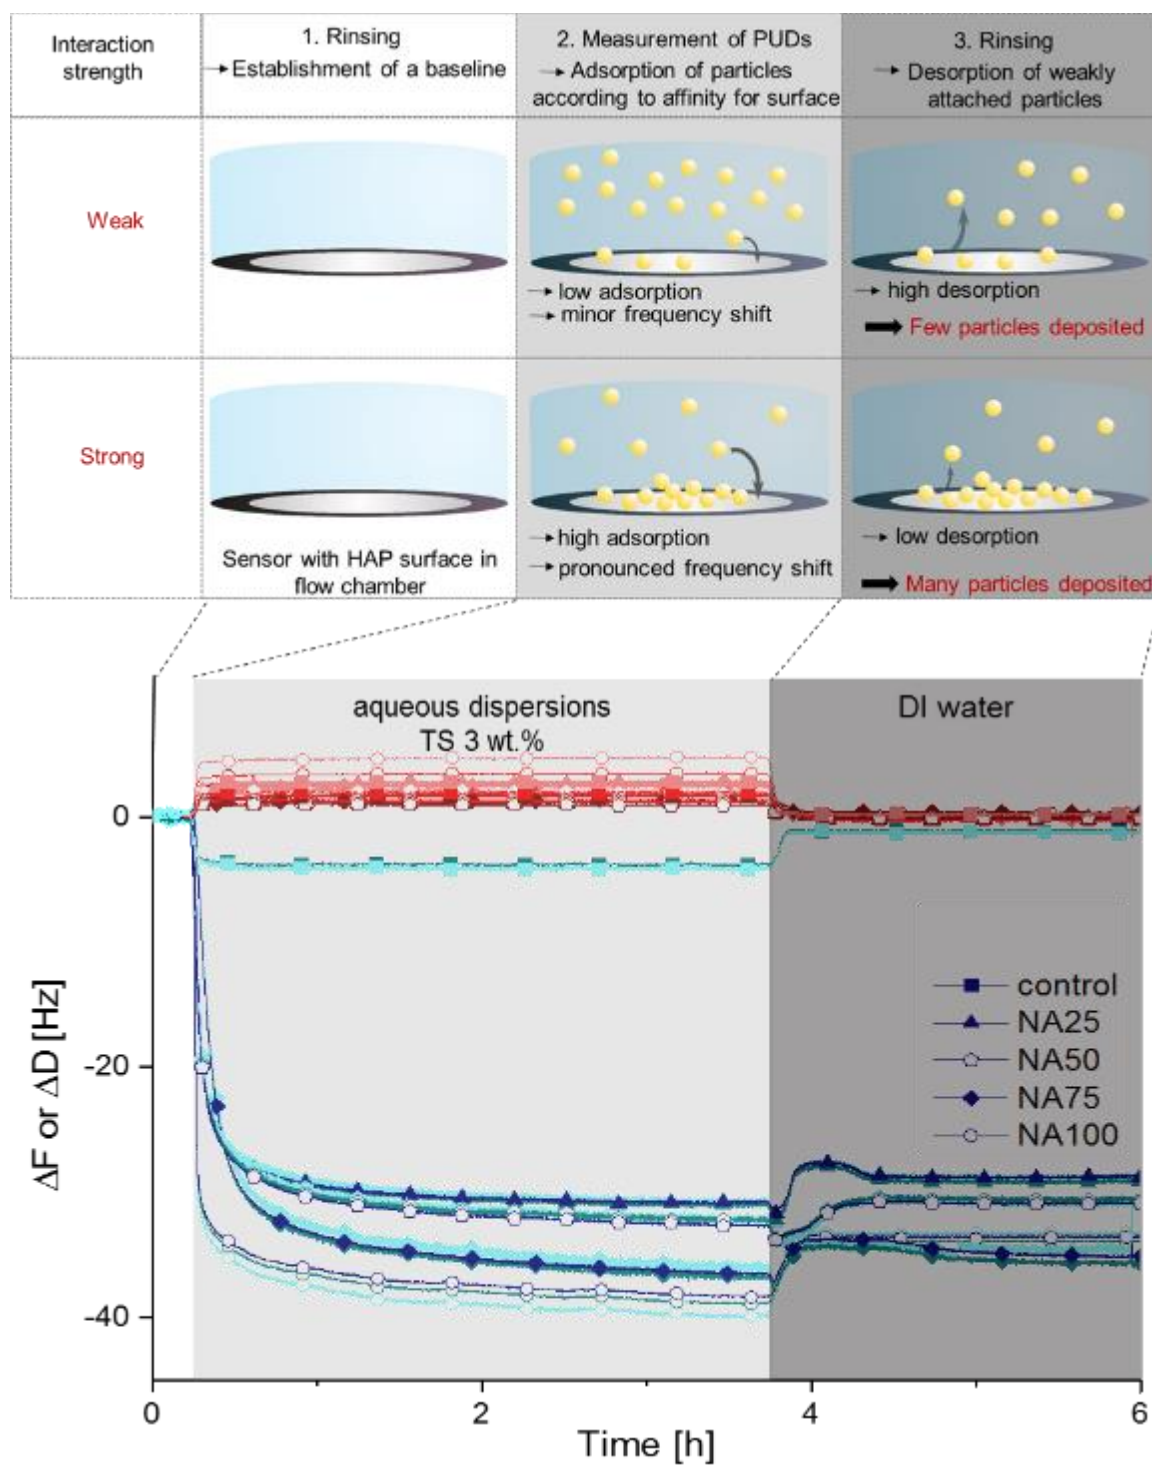 Interaction strength
1. Rinsing
→ Establishment of a baseline
2. Measurement of PUDs
→ Adsorption of particles
according to affinity for surface
3. Rinsing
→ Desorption of weakly
attached particles
Weak
→ low adsorption
→ minor frequency shift
→ high desorption
➡ Few particles deposited
Strong
Sensor with HAP surface in
flow chamber
→ high adsorption
→ pronounced frequency shift
→ low desorption
➡ Many particles deposited
aqueous dispersions
TS 3 wt.%
DI water
ΔF or ΔD [Hz]
0
-20
-40
control
NA25
NA50
NA75
NA100
0
2
4
6
Time [h]